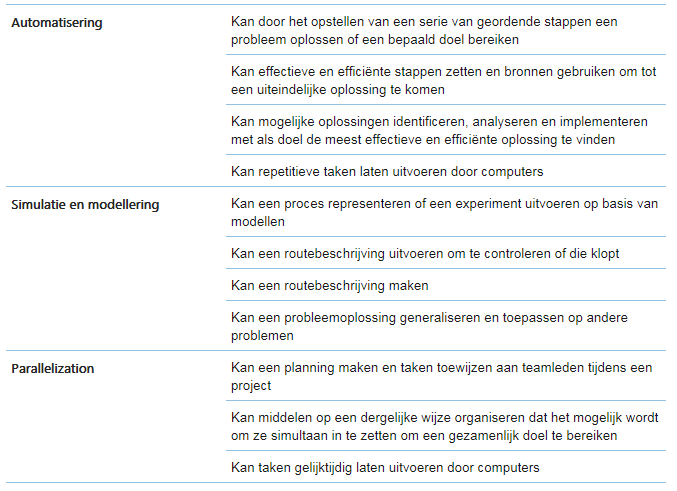 Automatisering
Kan door het opstellen van een serie van geordende stappen een
probleem oplossen of een bepaald doel bereiken
Kan effectieve en efficiënte stappen zetten en bronnen gebruiken om tot
een uiteindelijke oplossing te komen
Kan mogelijke oplossingen identificeren, analyseren en implementeren
met als doel de meest effectieve en efficiënte oplossing te vinden
Kan repetitieve taken laten uitvoeren door computers
Simulatie en modellering
Kan een proces representeren of een experiment uitvoeren op basis van
modellen
Kan een routebeschrijving uitvoeren om te controleren of die klopt
Kan een routebeschrijving maken
Kan een probleemoplossing generaliseren en toepassen op andere
problemen
Parallelization
Kan een planning maken en taken toewijzen aan teamleden tijdens een
project
Kan middelen op een dergelijke wijze organiseren dat het mogelijk wordt
om ze simultaan in te zetten om een gezamenlijk doel te bereiken
Kan taken gelijktijdig laten uitvoeren door computers